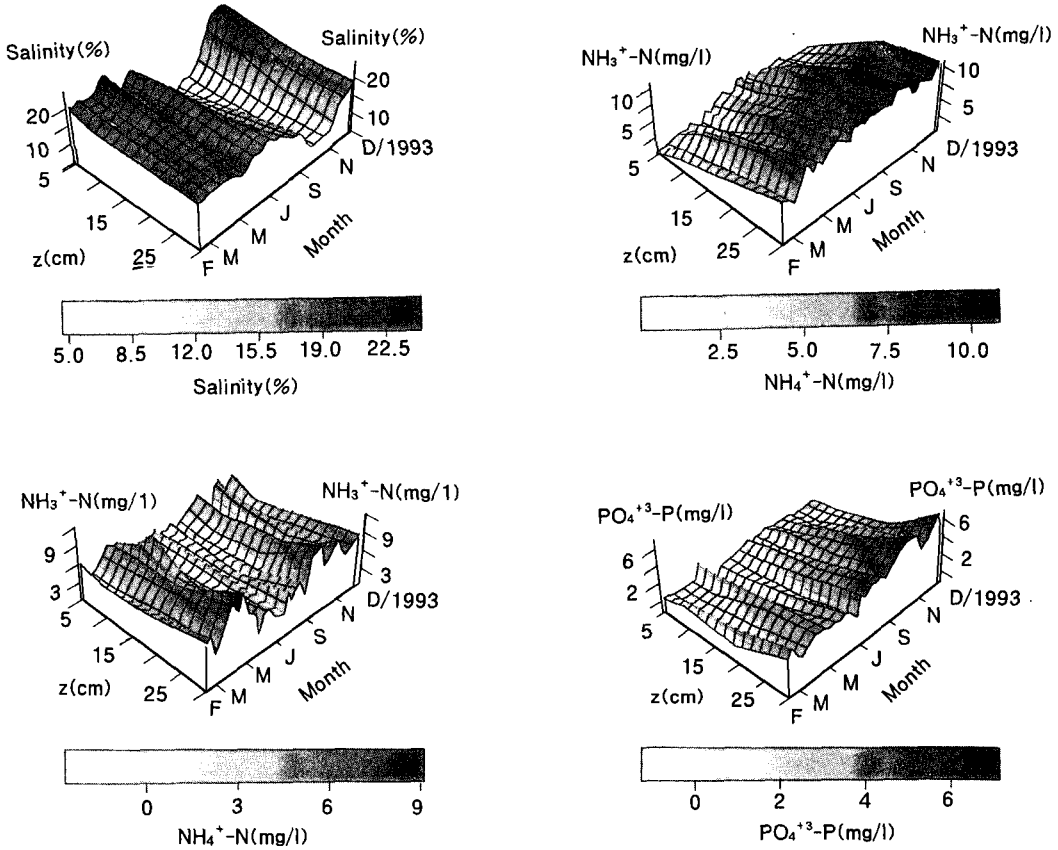 Salinity(%)
Salinity(%)
20
10
5
20
10
D/1993
N
S
J
M
M
F
15
25
z(cm)
Month
5.0 8.5 12.0 15.5 19.0 22.5
Salinity(%)
NH₃⁺-N(mg/l)
NH₃⁺-N(mg/l)
10
5
5
10
5
D/1993
N
S
J
M
M
F
15
25
z(cm)
Month
2.5 5.0 7.5 10.0
NH₄⁺-N(mg/l)
NH₃⁺-N(mg/1)
NH₃⁺-N(mg/1)
9
3
5
9
3
D/1993
N
S
J
M
M
F
15
25
z(cm)
Month
0 3 6 9
NH₄⁺-N(mg/l)
PO₄⁺³-P(mg/l)
PO₄⁺³-P(mg/l)
6
2
5
6
2
D/1993
N
S
J
M
M
F
15
25
z(cm)
Month
0 2 4 6
PO₄⁺³-P(mg/l)